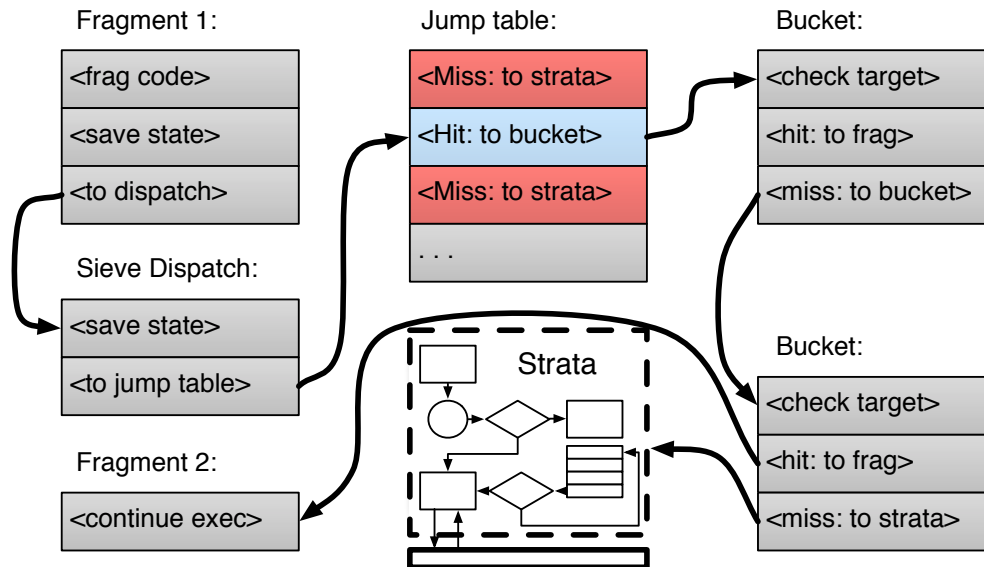 Fragment 1:
<frag code>
<save state>
<to dispatch>
Sieve Dispatch:
<save state>
<to jump table>
Fragment 2:
<continue exec>
Jump table:
<Miss: to strata>
<Hit: to bucket>
<Miss: to strata>
. . .
Strata
Bucket:
<check target>
<hit: to frag>
<miss: to bucket>
Bucket:
<check target>
<hit: to frag>
<miss: to strata>